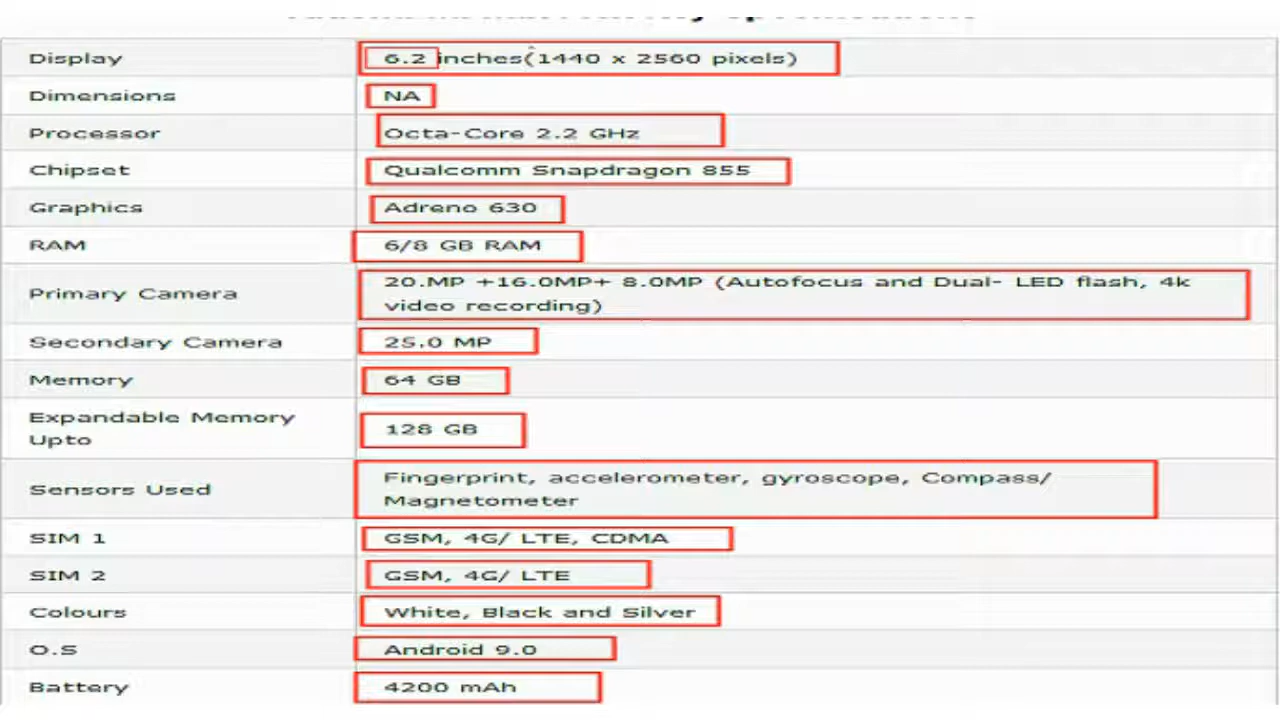 Display 6.2 inches(1440 x 2560 pixels)
Dimensions NA
Processor Octa-Core 2.2 GHz
Chipset Qualcomm Snapdragon 855
Graphics Adreno 630
RAM 6/8 GB RAM
Primary Camera 20.MP +16.0MP+ 8.0MP (Autofocus and Dual- LED flash, 4k
video recording)
Secondary Camera 25.0 MP
Memory 64 GB
Expandable Memory
Upto 128 GB
Sensors Used Fingerprint, accelerometer, gyroscope, Compass/
Magnetometer
SIM 1 GSM, 4G/ LTE, CDMA
SIM 2 GSM, 4G/ LTE
Colours White, Black and Silver
O.S Android 9.0
Battery 4200 mAh